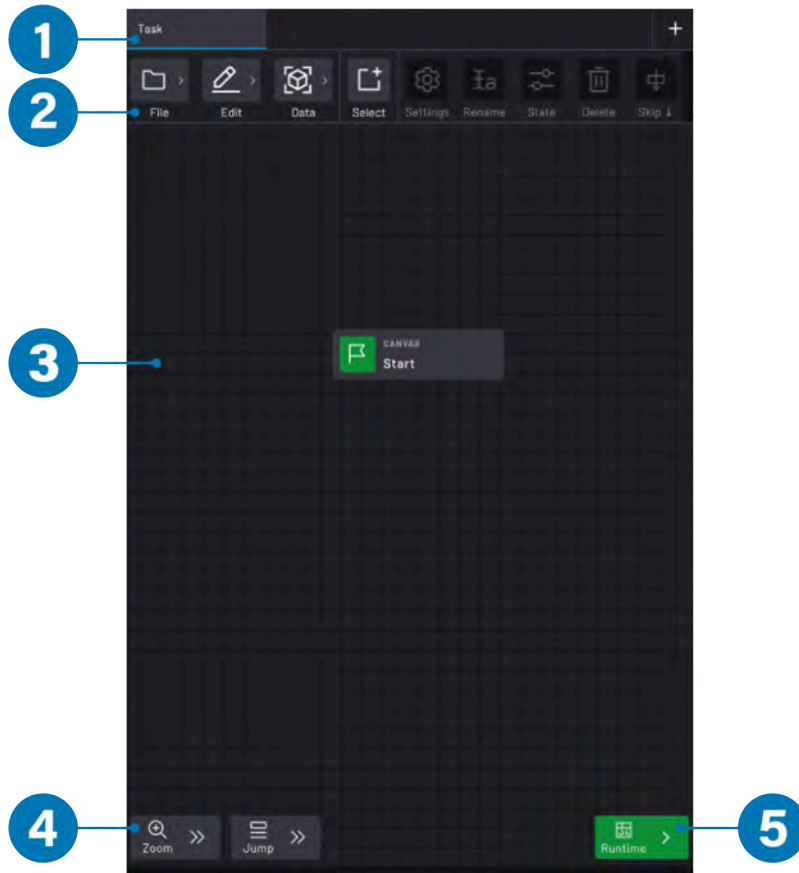 1
Task
+
2
File Edit Data Select Settings Rename State Delete Skip ↓
3
CANVAS
Start
4
Zoom Jump
Runtime
5